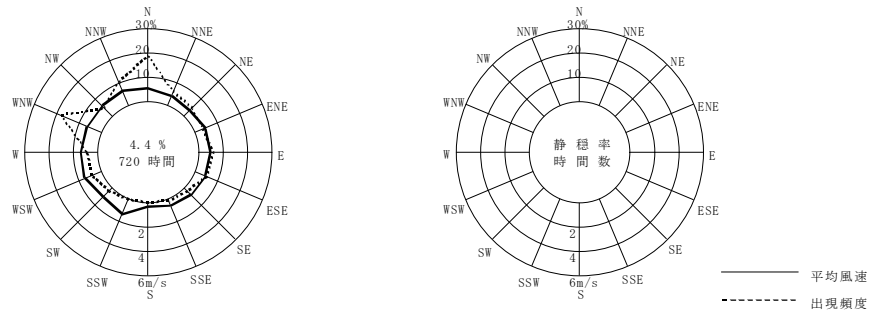 N
30%
NNW
NNE
20
NW
NE
10
WNW
ENE
4.4 %
720 時間
W
E
WSW
ESE
2
SW
SE
4
SSW
6m/s
SSE
S
N
30%
NNW
NNE
20
NW
NE
10
WNW
ENE
静 穏 率
時 間 数
W
E
WSW
ESE
2
SW
SE
4
SSW
6m/s
SSE
S
平均風速
出現頻度